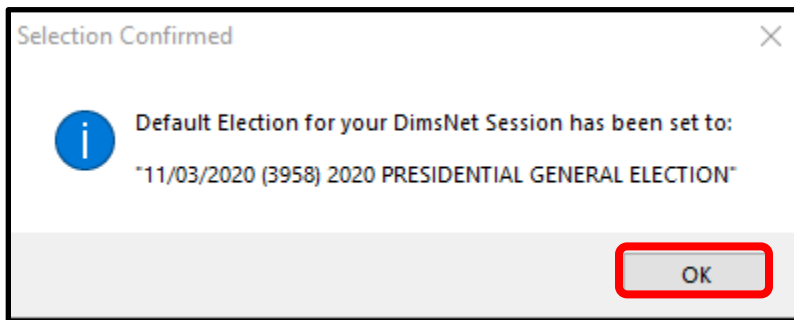 Selection Confirmed
Default Election for your DimsNet Session has been set to:
"11/03/2020 (3958) 2020 PRESIDENTIAL GENERAL ELECTION"
OK